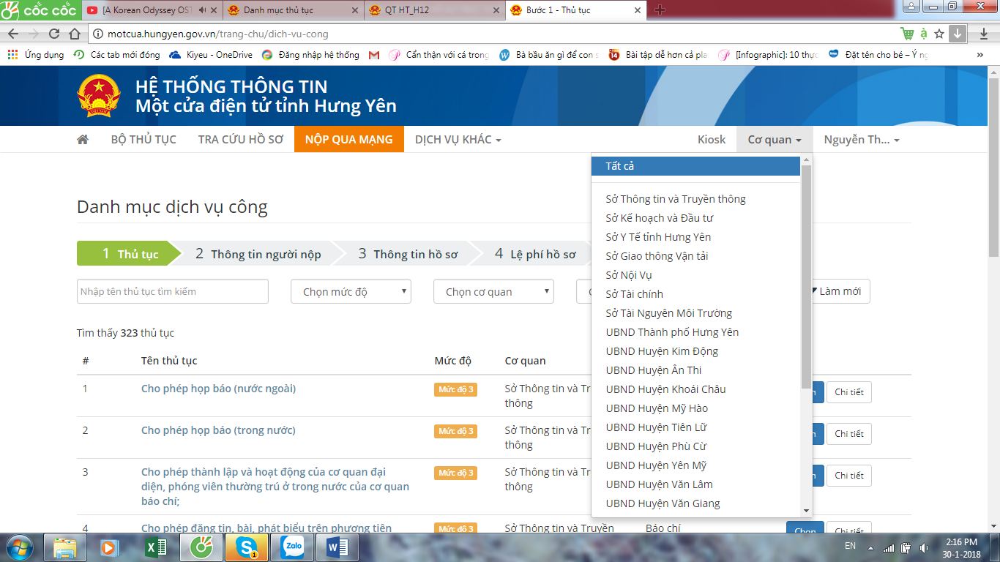 cốc cốc
[A Korean Odyssey OST
Danh mục thủ tục
QT HT_H12
Bước 1 - Thủ tục
motcua.hungyen.gov.vn/trang-chu/dich-vu-cong
Ứng dụng
Các tab mới đóng
Kiyeu - OneDrive
Đăng nhập hệ thống
Cẩn thận với cá trong
Bà bầu ăn gì để con s
Bài tập dễ hơn cả pla
[Infographic]: 10 thực
Đặt tên cho bé – Ý ng
HỆ THỐNG THÔNG TIN
Một cửa điện tử tỉnh Hưng Yên
BỘ THỦ TỤC
TRA CỨU HỒ SƠ
NỘP QUA MẠNG
DỊCH VỤ KHÁC
Kiosk
Cơ quan
Nguyễn Th...
Tất cả
Sở Thông tin và Truyền thông
Sở Kế hoạch và Đầu tư
Sở Y Tế tỉnh Hưng Yên
Sở Giao thông Vận tải
Sở Nội Vụ
Sở Tài chính
Sở Tài Nguyên Môi Trường
UBND Thành phố Hưng Yên
UBND Huyện Kim Động
UBND Huyện Ân Thi
UBND Huyện Khoái Châu
UBND Huyện Mỹ Hào
UBND Huyện Tiên Lữ
UBND Huyện Phù Cừ
UBND Huyện Yên Mỹ
UBND Huyện Văn Lâm
UBND Huyện Văn Giang
Danh mục dịch vụ công
1 Thủ tục
2 Thông tin người nộp
3 Thông tin hồ sơ
4 Lệ phí hồ sơ
Nhập tên thủ tục tìm kiếm
Chọn mức độ
Chọn cơ quan
Làm mới
Tìm thấy 323 thủ tục
# Tên thủ tục Mức độ Cơ quan
1 Cho phép họp báo (nước ngoài) Mức độ 3 Sở Thông tin và Tr
thông
Chi tiết
2 Cho phép họp báo (trong nước) Mức độ 3 Sở Thông tin và Tr
thông
Chi tiết
3 Cho phép thành lập và hoạt động của cơ quan đại Mức độ 3 Sở Thông tin và Tr
diện, phóng viên thường trú ở trong nước của cơ quan thông
báo chí;
Chi tiết
4 Cho phép đăng tin, bài, phát biểu trên phương tiện Mức độ 3 Sở Thông tin và Truyền Báo chí Chọn Chi tiết
Zalo
EN
2:16 PM
30-1-2018